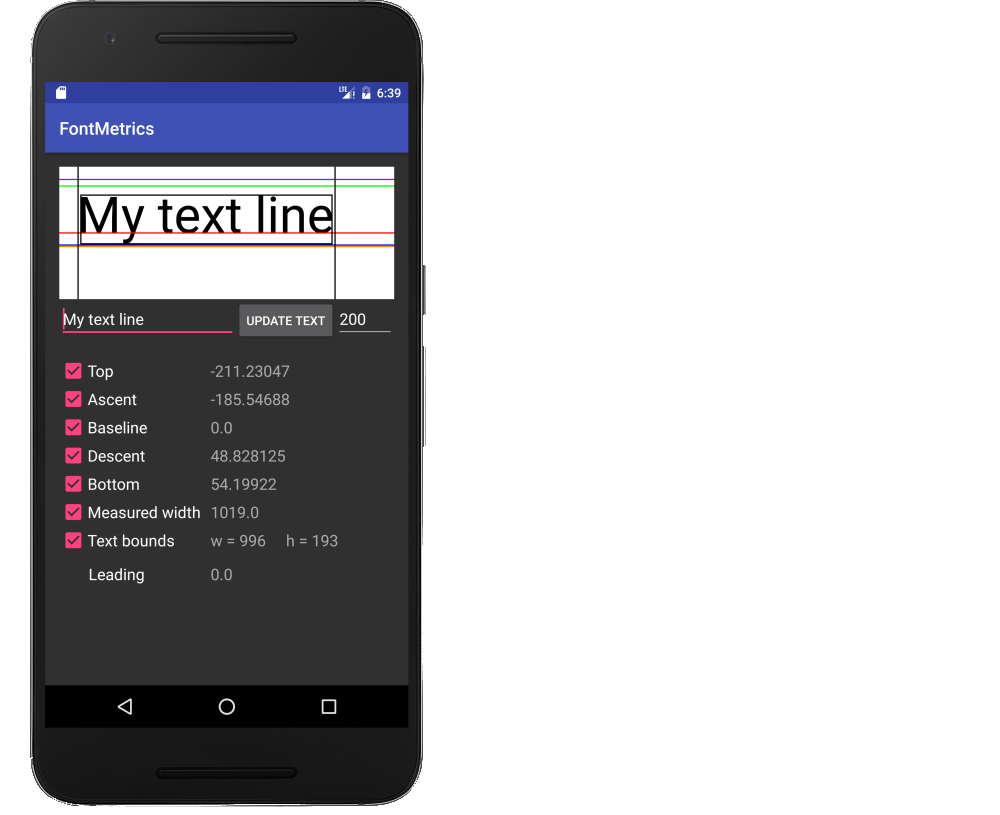 LTE 6:39
FontMetrics
My text line
My text line UPDATE TEXT 200
Top -211.23047
Ascent -185.54688
Baseline 0.0
Descent 48.828125
Bottom 54.19922
Measured width 1019.0
Text bounds w = 996 h = 193
Leading 0.0